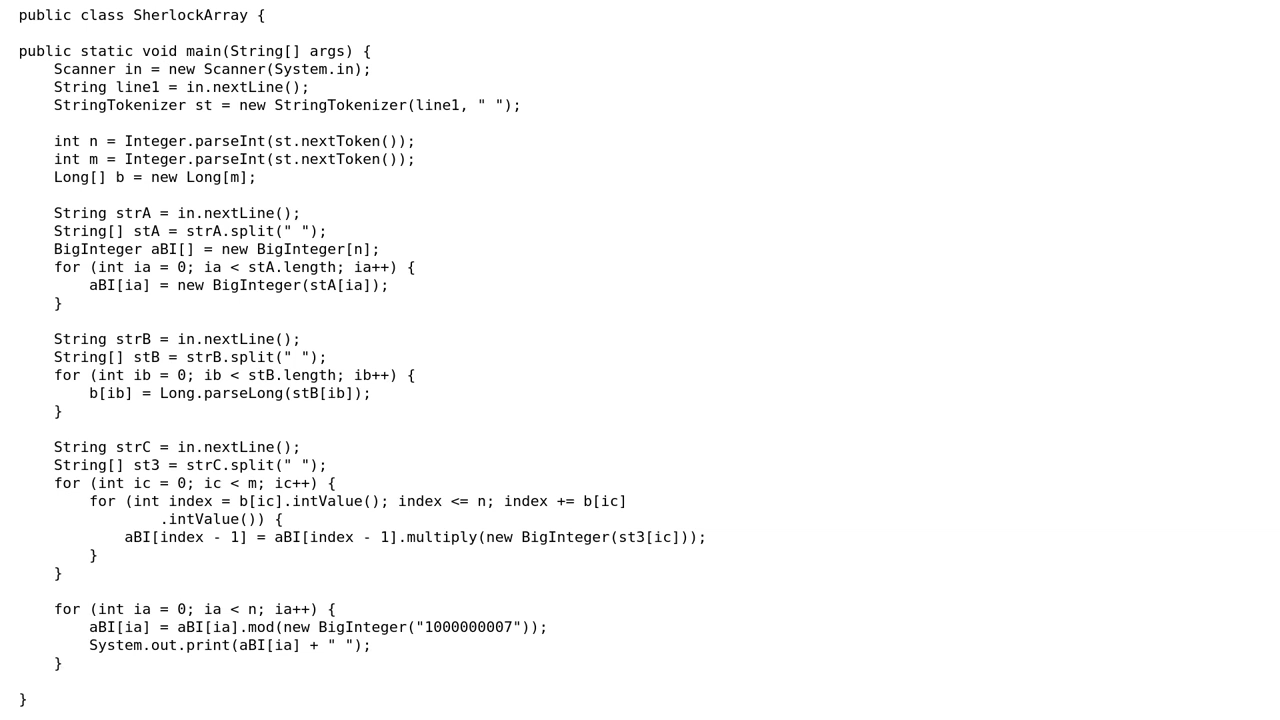 public class SherlockArray {

public static void main(String[] args) {
    Scanner in = new Scanner(System.in);
    String line1 = in.nextLine();
    StringTokenizer st = new StringTokenizer(line1, " ");

    int n = Integer.parseInt(st.nextToken());
    int m = Integer.parseInt(st.nextToken());
    Long[] b = new Long[m];

    String strA = in.nextLine();
    String[] stA = strA.split(" ");
    BigInteger aBI[] = new BigInteger[n];
    for (int ia = 0; ia < stA.length; ia++) {
        aBI[ia] = new BigInteger(stA[ia]);
    }

    String strB = in.nextLine();
    String[] stB = strB.split(" ");
    for (int ib = 0; ib < stB.length; ib++) {
        b[ib] = Long.parseLong(stB[ib]);
    }

    String strC = in.nextLine();
    String[] st3 = strC.split(" ");
    for (int ic = 0; ic < m; ic++) {
        for (int index = b[ic].intValue(); index <= n; index += b[ic]
                .intValue()) {
            aBI[index - 1] = aBI[index - 1].multiply(new BigInteger(st3[ic]));
        }
    }

    for (int ia = 0; ia < n; ia++) {
        aBI[ia] = aBI[ia].mod(new BigInteger("1000000007"));
        System.out.print(aBI[ia] + " ");
    }

}